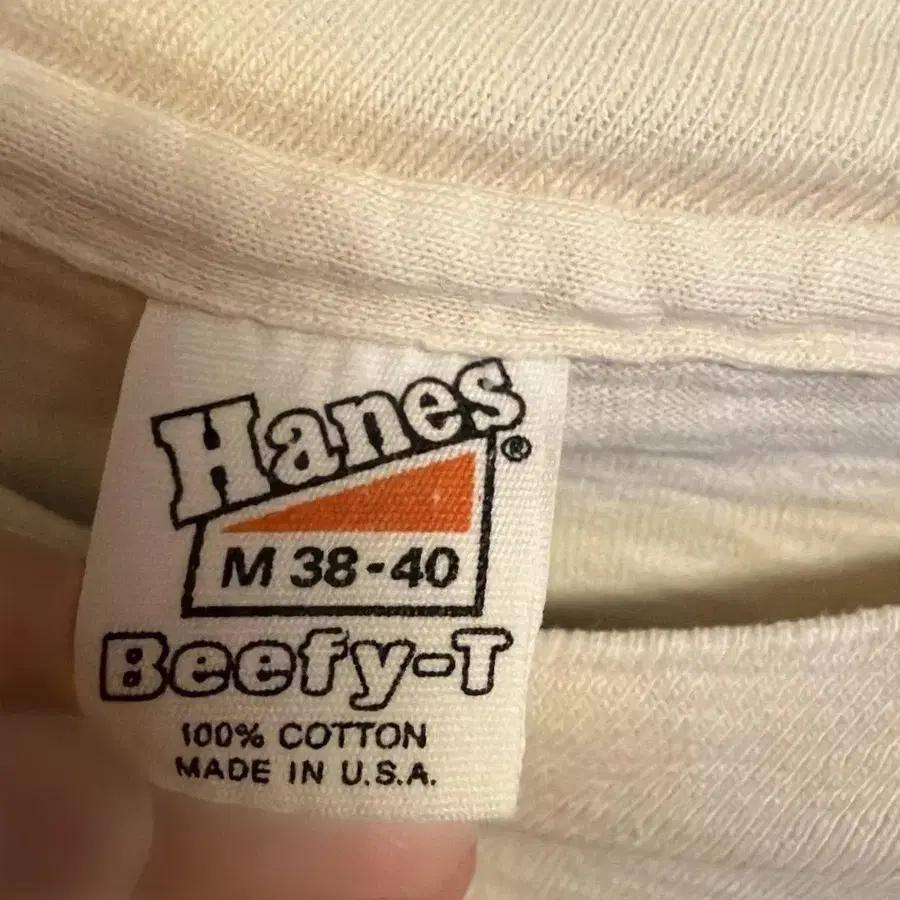 Hanes®
M 38-40
Beefy-T
100% COTTON
MADE IN U.S.A.